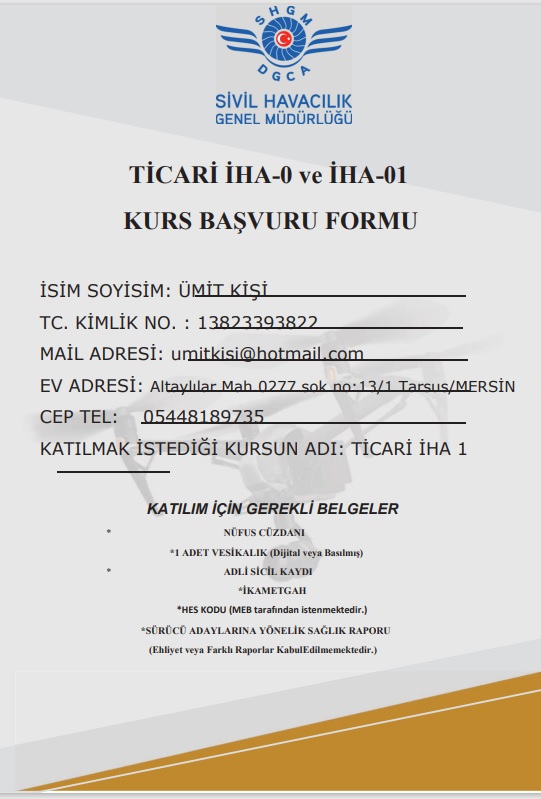 SHGM
DGCA
SİVİL HAVACILIK
GENEL MÜDÜRLÜĞÜ
TİCARİ İHA-0 ve İHA-01
KURS BAŞVURU FORMU
İSİM SOYİSİM: ÜMİT KİŞİ
TC. KİMLİK NO. : 13823393822
MAİL ADRESİ: umitkisi@hotmail.com
EV ADRESİ: Altaylılar Mah 0277 sok no:13/1 Tarsus/MERSİN
CEP TEL: 05448189735
KATILMAK İSTEDİĞİ KURSUN ADI: TİCARİ İHA 1
KATILIM İÇİN GEREKLİ BELGELER
* NÜFUS CÜZDANI
*1 ADET VESİKALIK (Dijital veya Basılmış)
* ADLİ SİCİL KAYDI
*İKAMETGAH
*HES KODU (MEB tarafından istenmektedir.)
*SÜRÜCÜ ADAYLARINA YÖNELİK SAĞLIK RAPORU
(Ehliyet veya Farklı Raporlar KabulEdilmemektedir.)